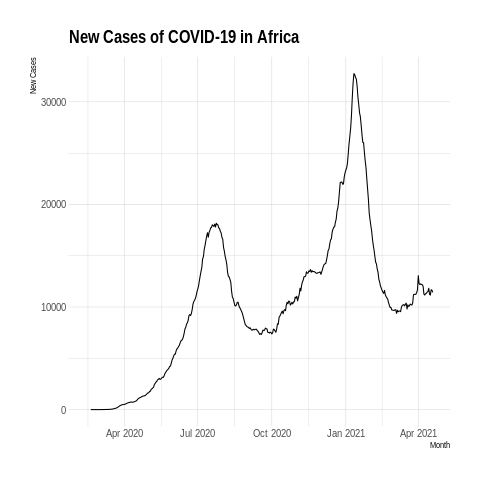 New Cases of COVID-19 in Africa
New Cases
30000
20000
10000
0
Apr 2020 Jul 2020 Oct 2020 Jan 2021 Apr 2021
Month